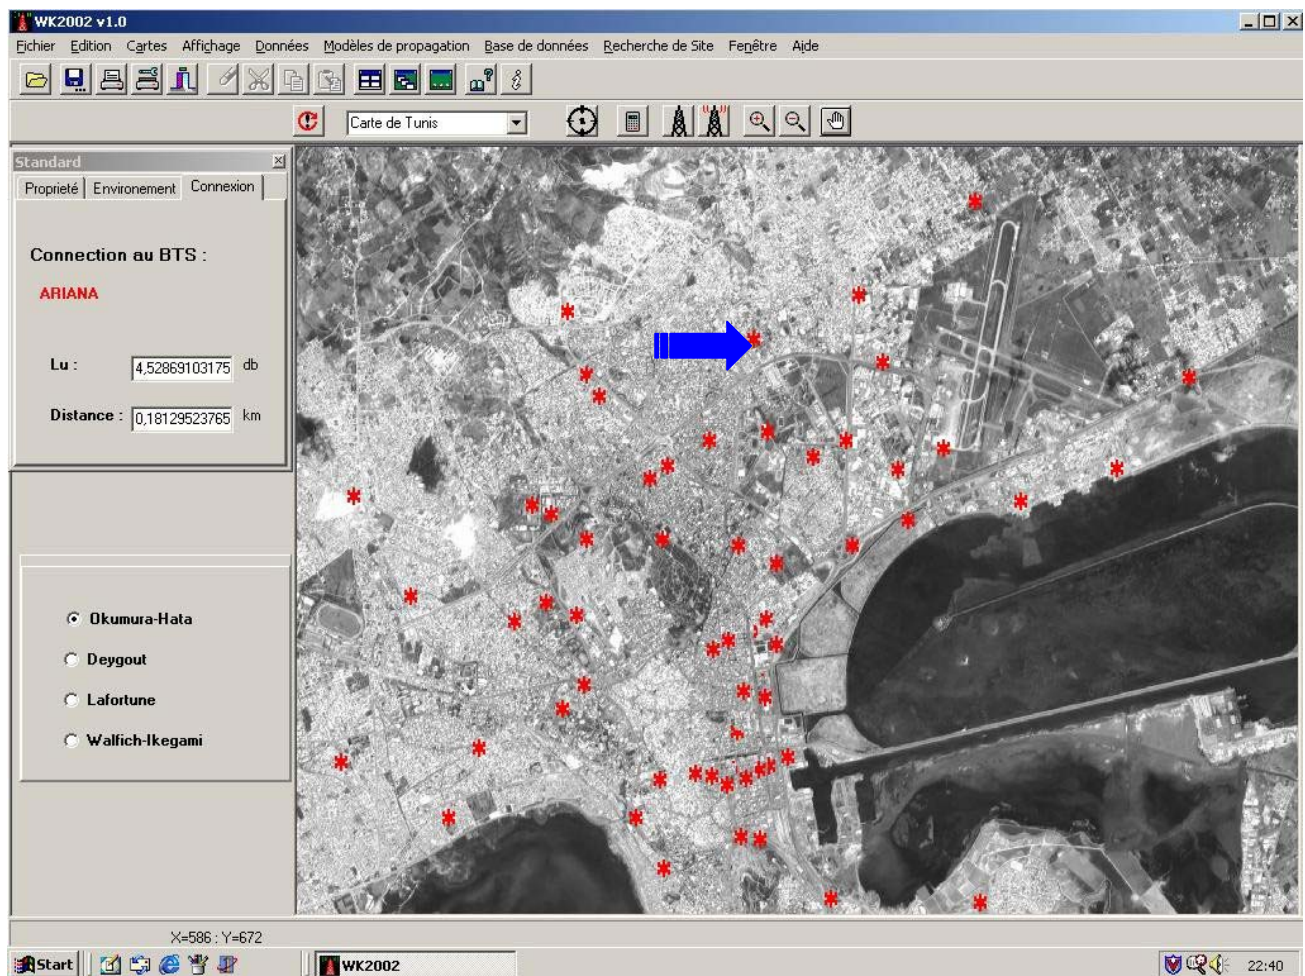 WK2002 v1.0
Fichier Edition Cartes Affichage Données Modèles de propagation Base de données Recherche de Site Fenêtre Aide
Carte de Tunis
Standard
Proprieté Environement Connexion
Connection au BTS :
ARIANA
Lu : 4,52869103175 db
Distance : 0,18129523765 km
Okumura-Hata
Deygout
Lafortune
Walfich-Ikegami
X=586 : Y=672
Start WK2002 22:40